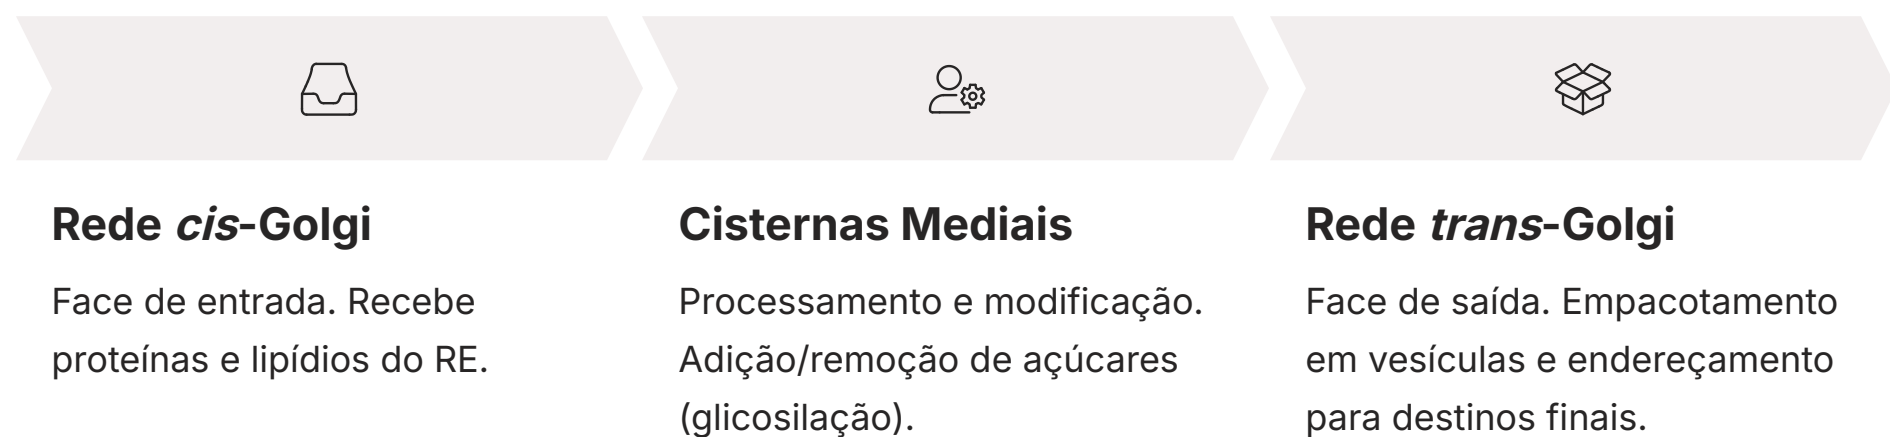 Rede cis-Golgi
Face de entrada. Recebe
proteínas e lipídios do RE.
Cisternas Mediais
Processamento e modificação.
Adição/remoção de açúcares
(glicosilação).
Rede trans-Golgi
Face de saída. Empacotamento
em vesículas e endereçamento
para destinos finais.